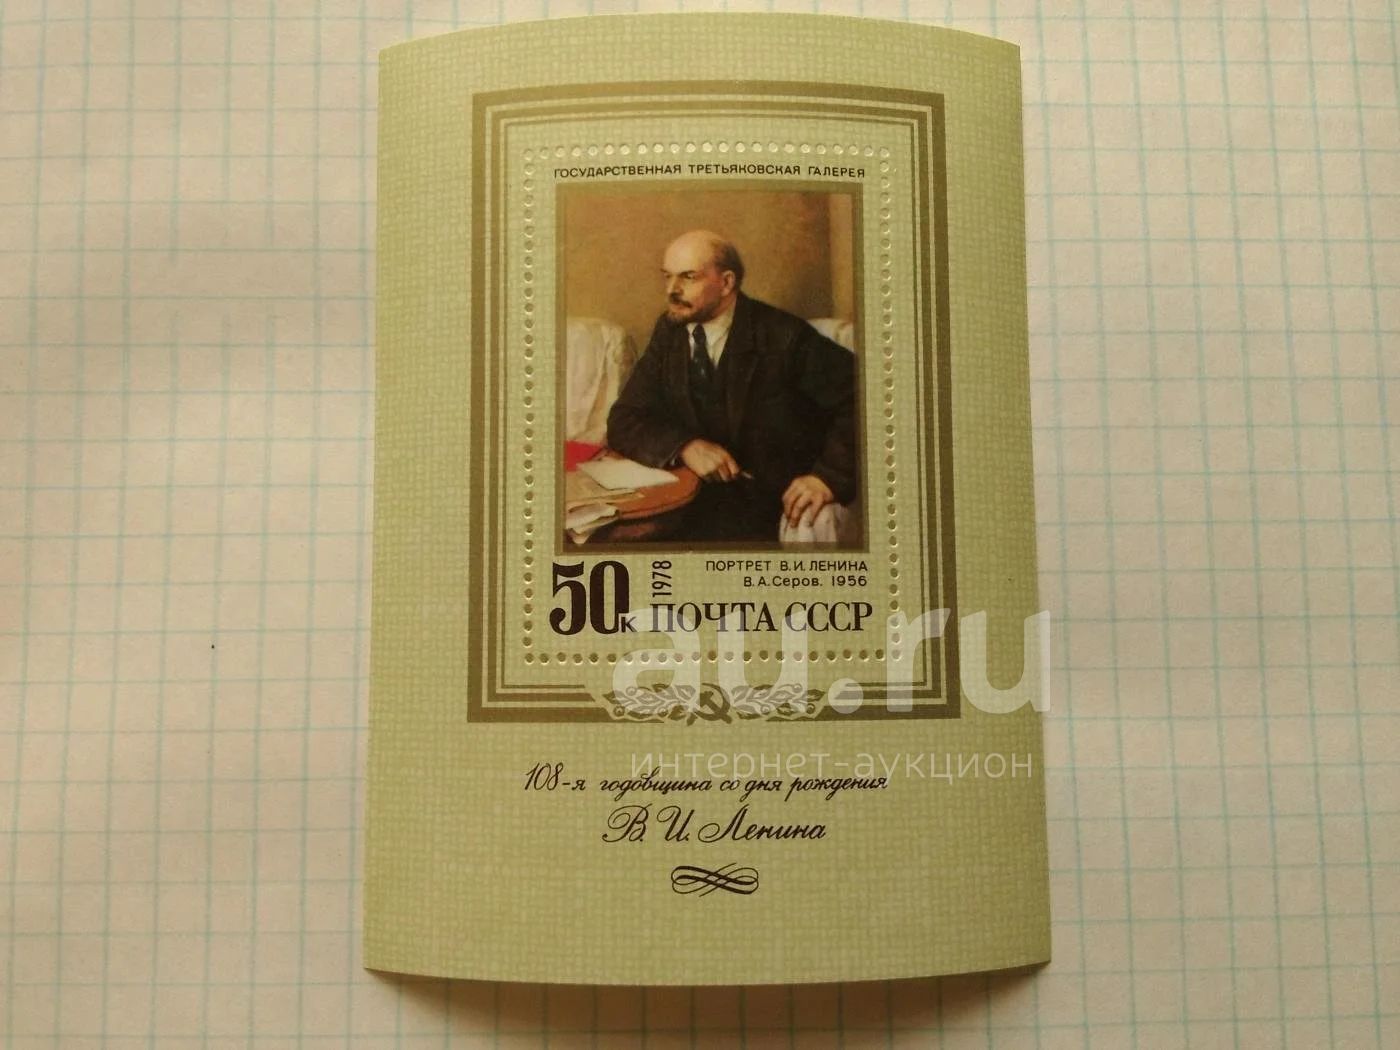 ГОСУДАРСТВЕННАЯ ТРЕТЬЯКОВСКАЯ ГАЛЕРЕЯ
50к
1978
ПОРТРЕТ В.И. ЛЕНИНА
В.А.Серов. 1956
ПОЧТА СССР
au.ru
интернет-аукцион
108-я годовщина со дня рождения
В. И. Ленина